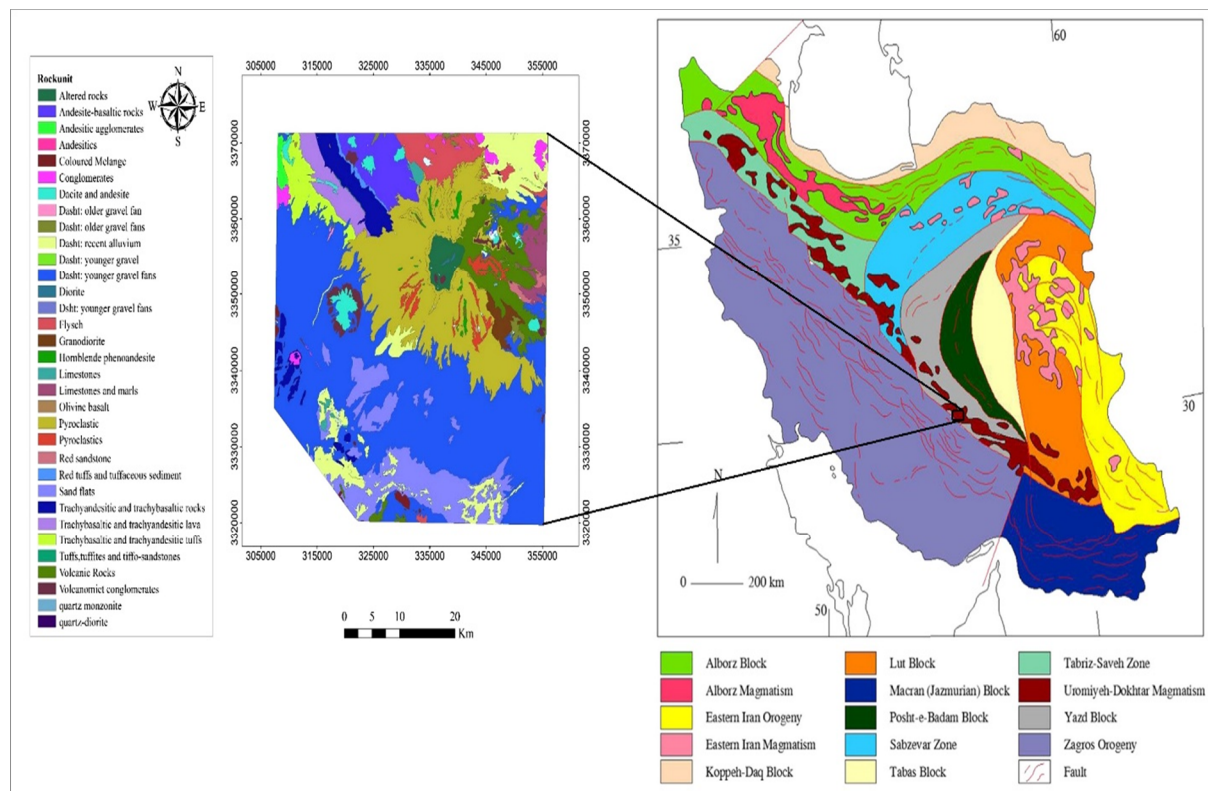 Rockunit
Altered rocks
Andesite-basaltic rocks
Andesitic agglomerates
Andesitics
Coloured Melange
Conglomerates
Dacite and andesite
Dasht: older gravel fan
Dasht: older gravel fans
Dasht: recent alluvium
Dasht: younger gravel
Dasht: younger gravel fans
Diorite
Dsht: younger gravel fans
Flysch
Granodiorite
Hornblende phenoandesite
Limestones
Limestones and marls
Olivine basalt
Pyroclastic
Pyroclastics
Red sandstone
Red tuffs and tuffaceous sediment
Sand flats
Trachyandesitic and trachybasaltic rocks
Trachybasaltic and trachyandesitic lava
Trachybasaltic and trachyandesitic tuffs
Tuffs,tuffites and tiffo-sandstones
Volcanic Rocks
Volcanomict conglomerates
quartz monzonite
quartz-diorite
N
W E
S
305000 315000 325000 335000 345000 355000
3370000 3370000
3360000 3360000
3350000 3350000
3340000 3340000
3330000 3330000
3320000 3320000
305000 315000 325000 335000 345000 355000
0 5 10 20
Km
60
35
30
N
0 200 km
50
Alborz Block
Alborz Magmatism
Eastern Iran Orogeny
Eastern Iran Magmatism
Koppeh-Daq Block
Lut Block
Macran (Jazmurian) Block
Posht-e-Badam Block
Sabzevar Zone
Tabas Block
Tabriz-Saveh Zone
Uromiyeh-Dokhtar Magmatism
Yazd Block
Zagros Orogeny
Fault